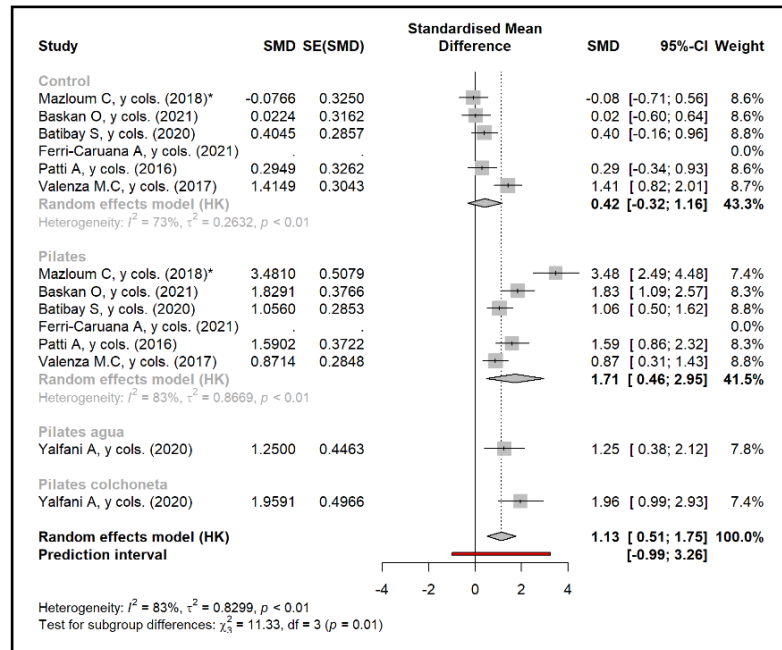 Standardised Mean
Study SMD SE(SMD) Difference SMD 95%-CI Weight
Control
Mazloum C, y cols. (2018)* -0.0766 0.3250 -0.08 [-0.71; 0.56] 8.6%
Baskan O, y cols. (2021) 0.0224 0.3162 0.02 [-0.60; 0.64] 8.6%
Batibay S, y cols. (2020) 0.4045 0.2857 0.40 [-0.16; 0.96] 8.8%
Ferri-Caruana A, y cols. (2021) . . 0.0%
Patti A, y cols. (2016) 0.2949 0.3262 0.29 [-0.34; 0.93] 8.6%
Valenza M.C, y cols. (2017) 1.4149 0.3043 1.41 [0.82; 2.01] 8.7%
Random effects model (HK) 0.42 [-0.32; 1.16] 43.3%
Heterogeneity: I² = 73%, τ² = 0.2632, p < 0.01
Pilates
Mazloum C, y cols. (2018)* 3.4810 0.5079 3.48 [2.49; 4.48] 7.4%
Baskan O, y cols. (2021) 1.8291 0.3766 1.83 [1.09; 2.57] 8.3%
Batibay S, y cols. (2020) 1.0560 0.2853 1.06 [0.50; 1.62] 8.8%
Ferri-Caruana A, y cols. (2021) . . 0.0%
Patti A, y cols. (2016) 1.5902 0.3722 1.59 [0.86; 2.32] 8.3%
Valenza M.C, y cols. (2017) 0.8714 0.2848 0.87 [0.31; 1.43] 8.8%
Random effects model (HK) 1.71 [ 0.46; 2.95] 41.5%
Heterogeneity: I² = 83%, τ² = 0.8669, p < 0.01
Pilates agua
Yalfani A, y cols. (2020) 1.2500 0.4463 1.25 [0.38; 2.12] 7.8%
Pilates colchoneta
Yalfani A, y cols. (2020) 1.9591 0.4966 1.96 [0.99; 2.93] 7.4%
Random effects model (HK) 1.13 [ 0.51; 1.75] 100.0%
Prediction interval [-0.99; 3.26]
-4 -2 0 2 4
Heterogeneity: I² = 83%, τ² = 0.8299, p < 0.01
Test for subgroup differences: χ²₃ = 11.33, df = 3 (p = 0.01)